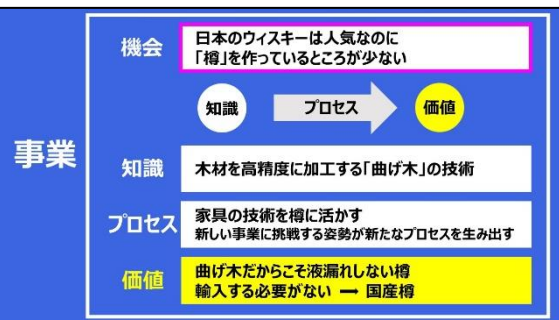 事業
機会
日本のウィスキーは人気なのに
「樽」を作っているところが少ない
知識 プロセス 価値
知識
木材を高精度に加工する「曲げ木」の技術
プロセス
家具の技術を樽に活かす
新しい事業に挑戦する姿勢が新たなプロセスを生み出す
価値
曲げ木だからこそ液漏れしない樽
輸入する必要がない ➡ 国産樽